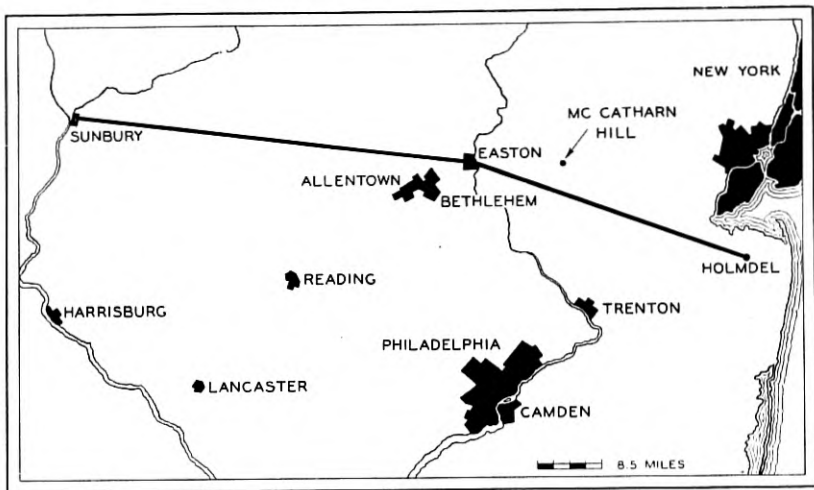 NEW YORK
MC CATHARN
HILL
SUNBURY
EASTON
ALLENTOWN
BETHLEHEM
HOLMDEL
READING
HARRISBURG
TRENTON
PHILADELPHIA
LANCASTER
CAMDEN
8.5 MILES